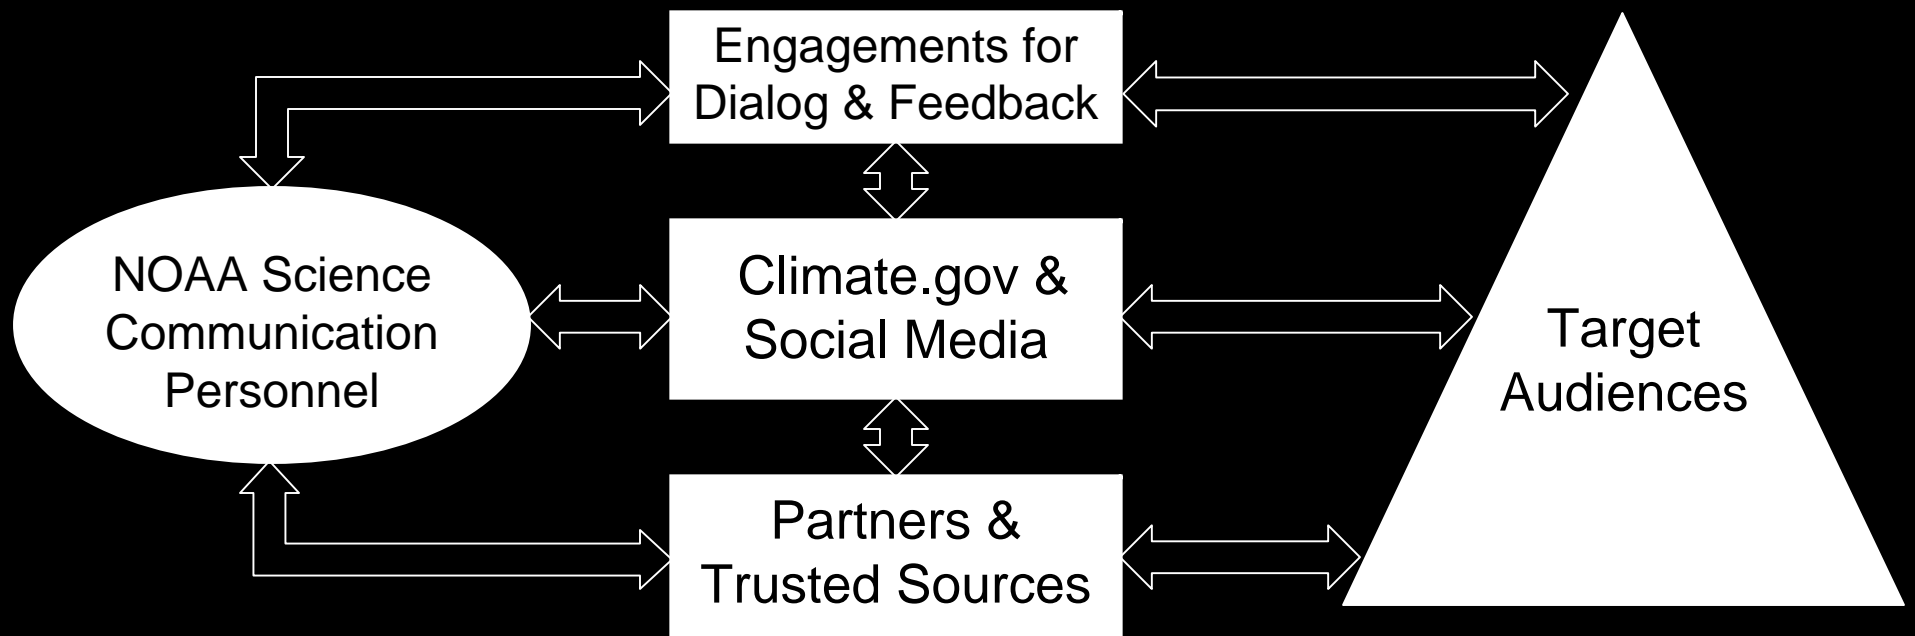 Engagements for
Dialog & Feedback
NOAA Science
Communication
Personnel
Climate.gov &
Social Media
Target
Audiences
Partners &
Trusted Sources